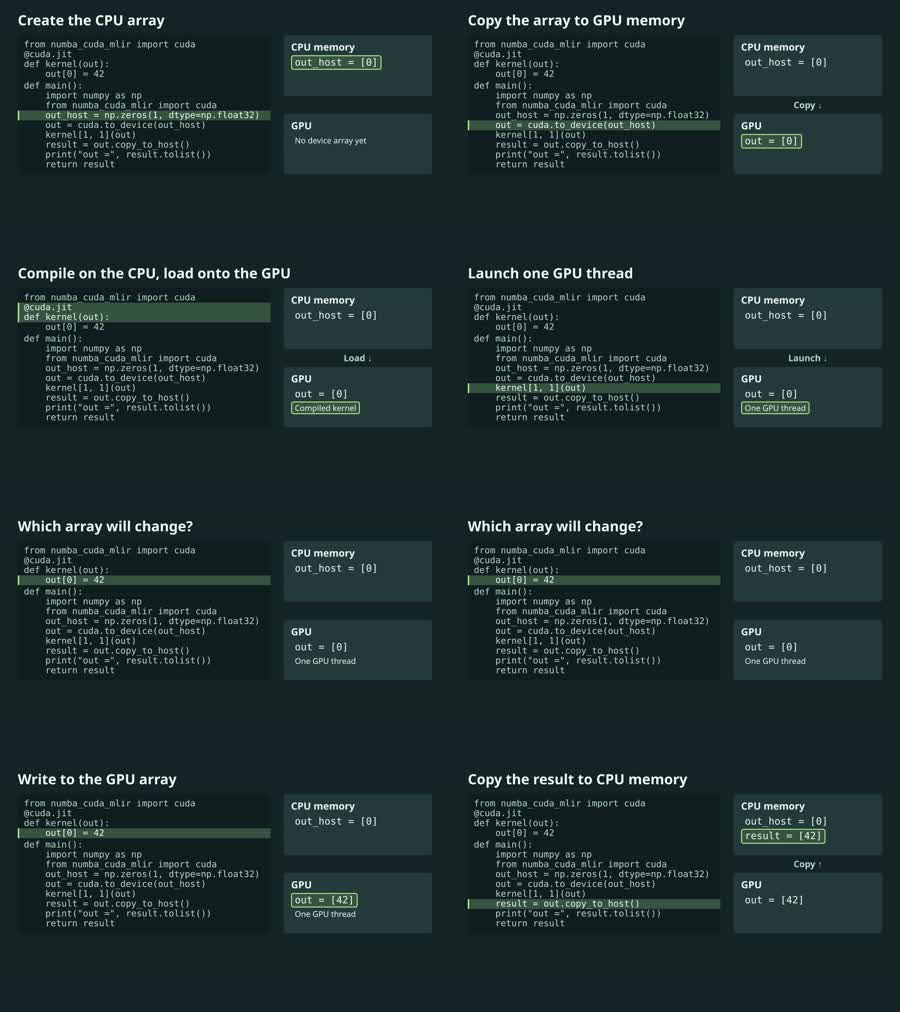 Create the CPU array
from numba_cuda_mlir import cuda
@cuda.jit
def kernel(out):
    out[0] = 42
def main():
    import numpy as np
    from numba_cuda_mlir import cuda
    out_host = np.zeros(1, dtype=np.float32)
    out = cuda.to_device(out_host)
    kernel[1, 1](out)
    result = out.copy_to_host()
    print("out =", result.tolist())
    return result
CPU memory
out_host = [0]
GPU
No device array yet
Copy the array to GPU memory
from numba_cuda_mlir import cuda
@cuda.jit
def kernel(out):
    out[0] = 42
def main():
    import numpy as np
    from numba_cuda_mlir import cuda
    out_host = np.zeros(1, dtype=np.float32)
    out = cuda.to_device(out_host)
    kernel[1, 1](out)
    result = out.copy_to_host()
    print("out =", result.tolist())
    return result
CPU memory
out_host = [0]
Copy ↓
GPU
out = [0]
Compile on the CPU, load onto the GPU
from numba_cuda_mlir import cuda
@cuda.jit
def kernel(out):
    out[0] = 42
def main():
    import numpy as np
    from numba_cuda_mlir import cuda
    out_host = np.zeros(1, dtype=np.float32)
    out = cuda.to_device(out_host)
    kernel[1, 1](out)
    result = out.copy_to_host()
    print("out =", result.tolist())
    return result
CPU memory
out_host = [0]
Load ↓
GPU
out = [0]
Compiled kernel
Launch one GPU thread
from numba_cuda_mlir import cuda
@cuda.jit
def kernel(out):
    out[0] = 42
def main():
    import numpy as np
    from numba_cuda_mlir import cuda
    out_host = np.zeros(1, dtype=np.float32)
    out = cuda.to_device(out_host)
    kernel[1, 1](out)
    result = out.copy_to_host()
    print("out =", result.tolist())
    return result
CPU memory
out_host = [0]
Launch ↓
GPU
out = [0]
One GPU thread
Which array will change?
from numba_cuda_mlir import cuda
@cuda.jit
def kernel(out):
    out[0] = 42
def main():
    import numpy as np
    from numba_cuda_mlir import cuda
    out_host = np.zeros(1, dtype=np.float32)
    out = cuda.to_device(out_host)
    kernel[1, 1](out)
    result = out.copy_to_host()
    print("out =", result.tolist())
    return result
CPU memory
out_host = [0]
GPU
out = [0]
One GPU thread
Which array will change?
from numba_cuda_mlir import cuda
@cuda.jit
def kernel(out):
    out[0] = 42
def main():
    import numpy as np
    from numba_cuda_mlir import cuda
    out_host = np.zeros(1, dtype=np.float32)
    out = cuda.to_device(out_host)
    kernel[1, 1](out)
    result = out.copy_to_host()
    print("out =", result.tolist())
    return result
CPU memory
out_host = [0]
GPU
out = [0]
One GPU thread
Write to the GPU array
from numba_cuda_mlir import cuda
@cuda.jit
def kernel(out):
    out[0] = 42
def main():
    import numpy as np
    from numba_cuda_mlir import cuda
    out_host = np.zeros(1, dtype=np.float32)
    out = cuda.to_device(out_host)
    kernel[1, 1](out)
    result = out.copy_to_host()
    print("out =", result.tolist())
    return result
CPU memory
out_host = [0]
GPU
out = [42]
One GPU thread
Copy the result to CPU memory
from numba_cuda_mlir import cuda
@cuda.jit
def kernel(out):
    out[0] = 42
def main():
    import numpy as np
    from numba_cuda_mlir import cuda
    out_host = np.zeros(1, dtype=np.float32)
    out = cuda.to_device(out_host)
    kernel[1, 1](out)
    result = out.copy_to_host()
    print("out =", result.tolist())
    return result
CPU memory
out_host = [0]
result = [42]
Copy ↑
GPU
out = [42]